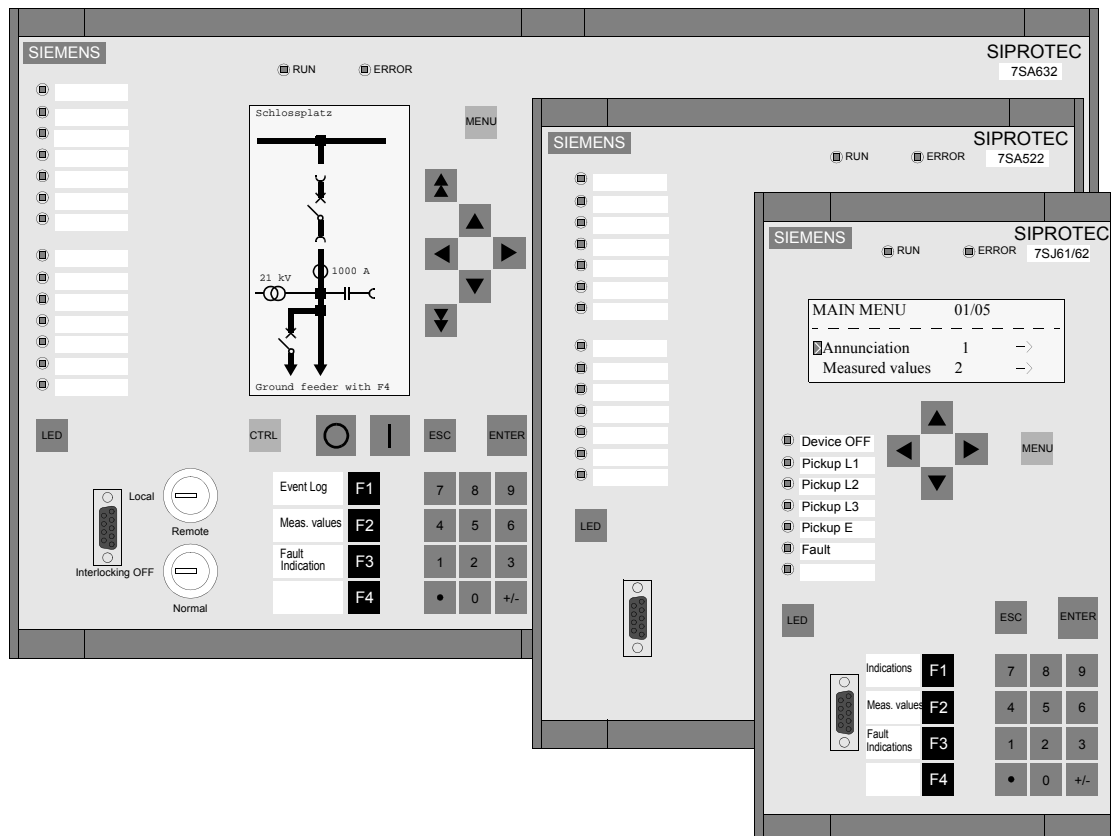 SIEMENS
RUN
ERROR
SIPROTEC
7SA632
Schlossplatz
21 kV
1000 A
Ground feeder with F4
MENU
LED
CTRL
ESC
ENTER
Local
Remote
Interlocking OFF
Normal
Event Log
F1
7 8 9
Meas. values
F2
4 5 6
Fault
Indication
F3
1 2 3
F4
• 0 +/-
SIEMENS
RUN
ERROR
SIPROTEC
7SA522
LED
SIEMENS
RUN
ERROR
SIPROTEC
7SJ61/62
MAIN MENU 01/05
Annunciation 1 –>
Measured values 2 –>
Device OFF
Pickup L1
Pickup L2
Pickup L3
Pickup E
Fault
MENU
LED
ESC
ENTER
Indications
F1
7 8 9
Meas. values
F2
4 5 6
Fault
Indications
F3
1 2 3
F4
• 0 +/-